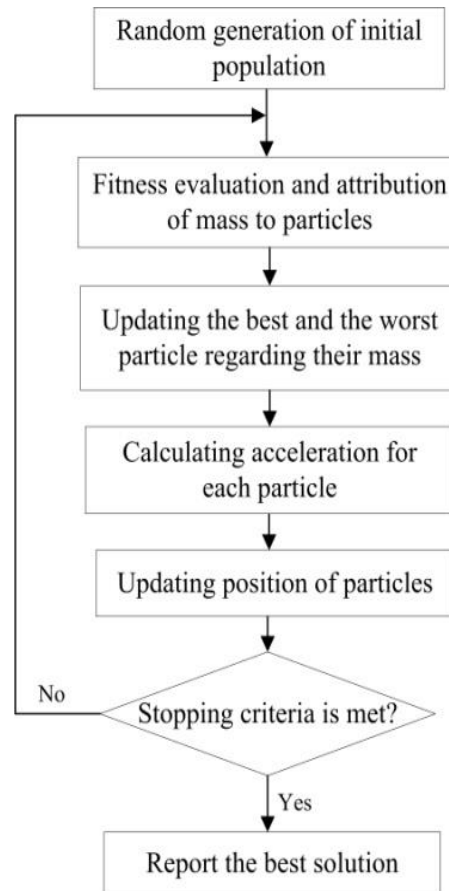 Random generation of initial
population
Fitness evaluation and attribution
of mass to particles
Updating the best and the worst
particle regarding their mass
Calculating acceleration for
each particle
Updating position of particles
No
Stopping criteria is met?
Yes
Report the best solution